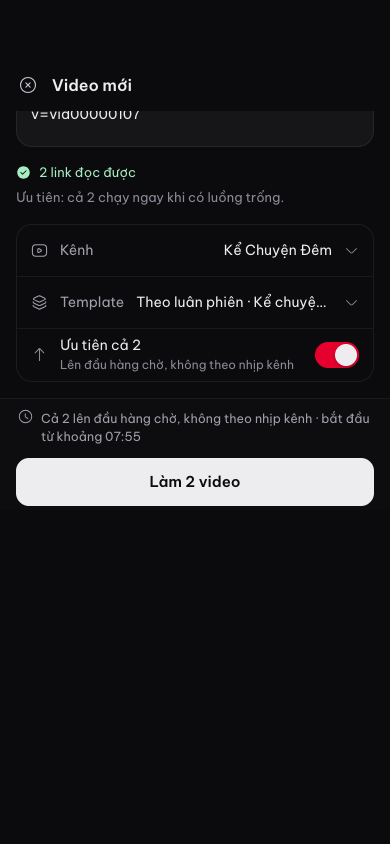 Video mới
v=vid00000107
2 link đọc được
Ưu tiên: cả 2 chạy ngay khi có luồng trống.
Kênh Kể Chuyện Đêm
Template Theo luân phiên · Kể chuyệ...
Ưu tiên cả 2
Lên đầu hàng chờ, không theo nhịp kênh
Cả 2 lên đầu hàng chờ, không theo nhịp kênh · bắt đầu
từ khoảng 07:55
Làm 2 video